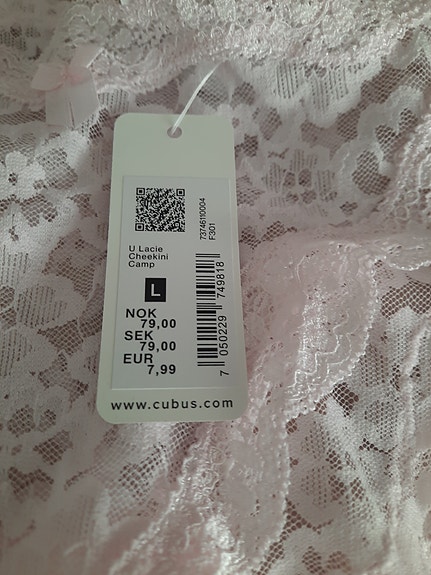 73746110004
F301
U Lacie
Cheekini
Camp
L
NOK
79,00
SEK
79,00
EUR
7,99
7 050229 749818
www.cubus.com